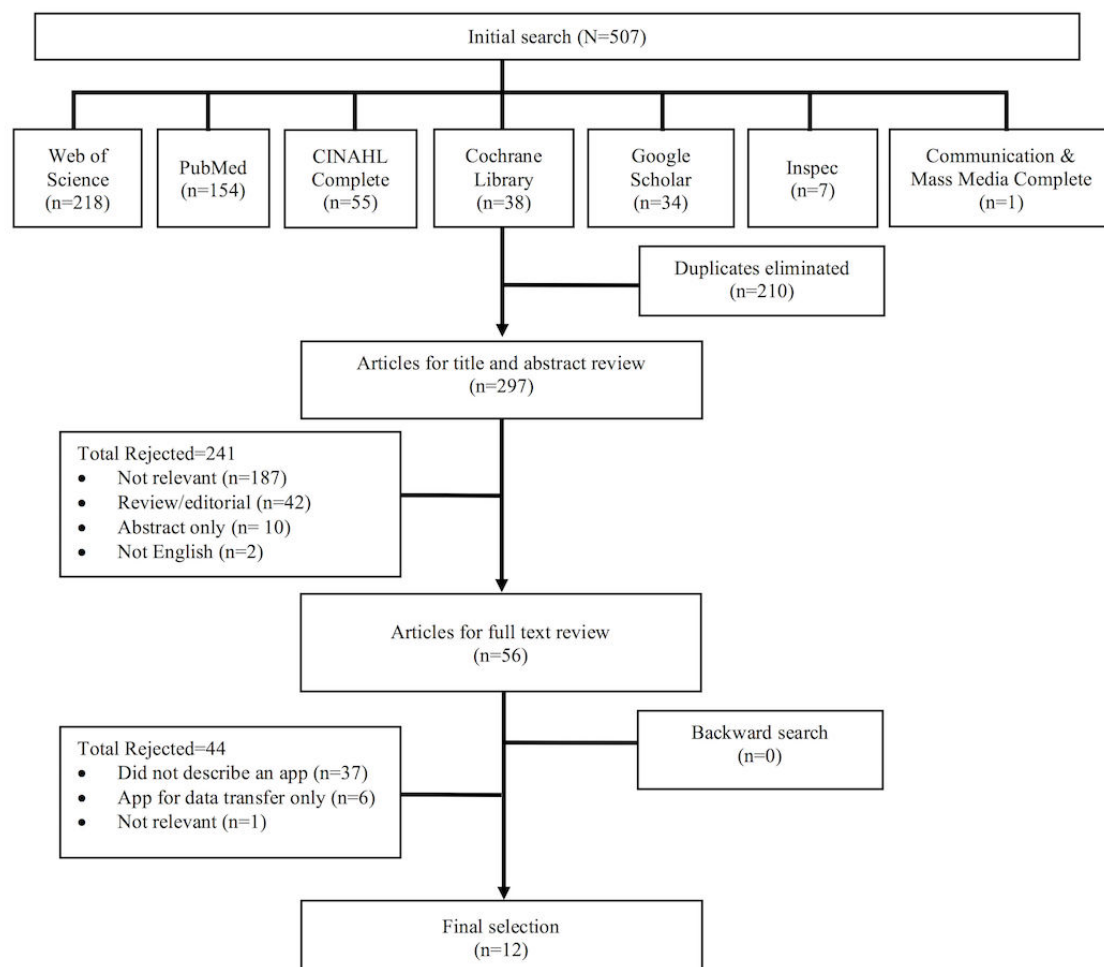 Initial search (N=507)
Web of
Science
(n=218)
PubMed
(n=154)
CINAHL
Complete
(n=55)
Cochrane
Library
(n=38)
Google
Scholar
(n=34)
Inspec
(n=7)
Communication &
Mass Media Complete
(n=1)
Duplicates eliminated
(n=210)
Articles for title and abstract review
(n=297)
Total Rejected=241
• Not relevant (n=187)
• Review/editorial (n=42)
• Abstract only (n= 10)
• Not English (n=2)
Articles for full text review
(n=56)
Total Rejected=44
• Did not describe an app (n=37)
• App for data transfer only (n=6)
• Not relevant (n=1)
Backward search
(n=0)
Final selection
(n=12)